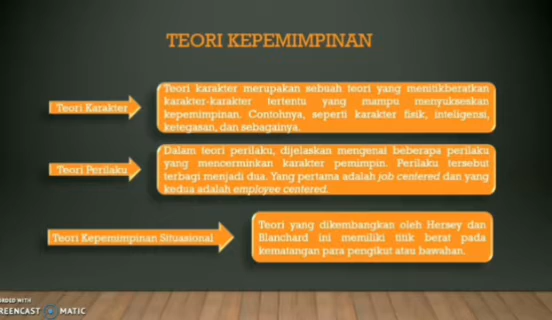 TEORI KEPEMIMPINAN
Teori Karakter
Teori karakter merupakan sebuah teori yang menitikberatkan
karakter-karakter tertentu yang mampu menyukseskan
kepemimpinan. Contohnya, seperti karakter fisik, inteligensi,
ketegasan, dan sebagainya.
Teori Perilaku
Dalam teori perilaku, dijelaskan mengenai beberapa perilaku
yang mencerminkan karakter pemimpin. Perilaku tersebut
terbagi menjadi dua. Yang pertama adalah job centered dan yang
kedua adalah employee centered.
Teori Kepemimpinan Situasional
Teori yang dikembangkan oleh Hersey dan
Blanchard ini memiliki titik berat pada
kematangan para pengikut atau bawahan.
RDED WITH
REENCAST MATIC